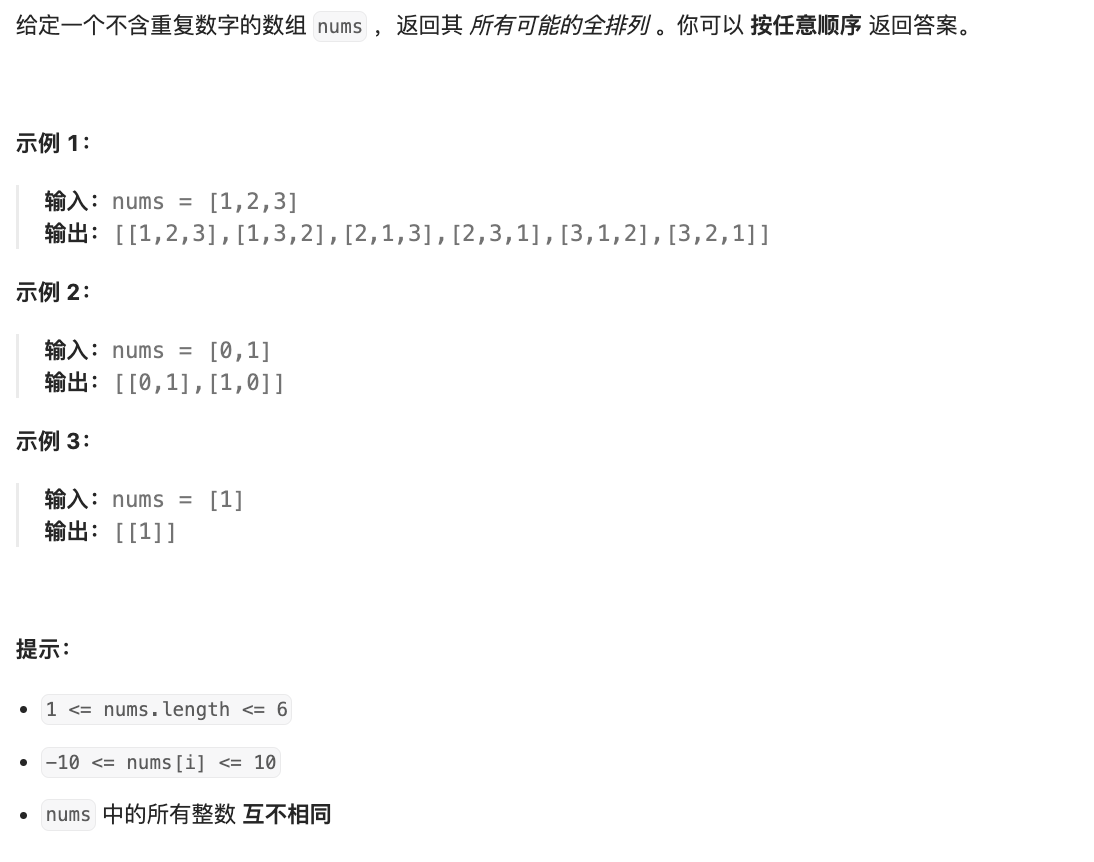 给定一个不含重复数字的数组 nums ，返回其 所有可能的全排列 。你可以 按任意顺序 返回答案。
示例 1：
输入：nums = [1,2,3]
输出：[[1,2,3],[1,3,2],[2,1,3],[2,3,1],[3,1,2],[3,2,1]]
示例 2：
输入：nums = [0,1]
输出：[[0,1],[1,0]]
示例 3：
输入：nums = [1]
输出：[[1]]
提示：
• 1 <= nums.length <= 6
• -10 <= nums[i] <= 10
• nums 中的所有整数 互不相同